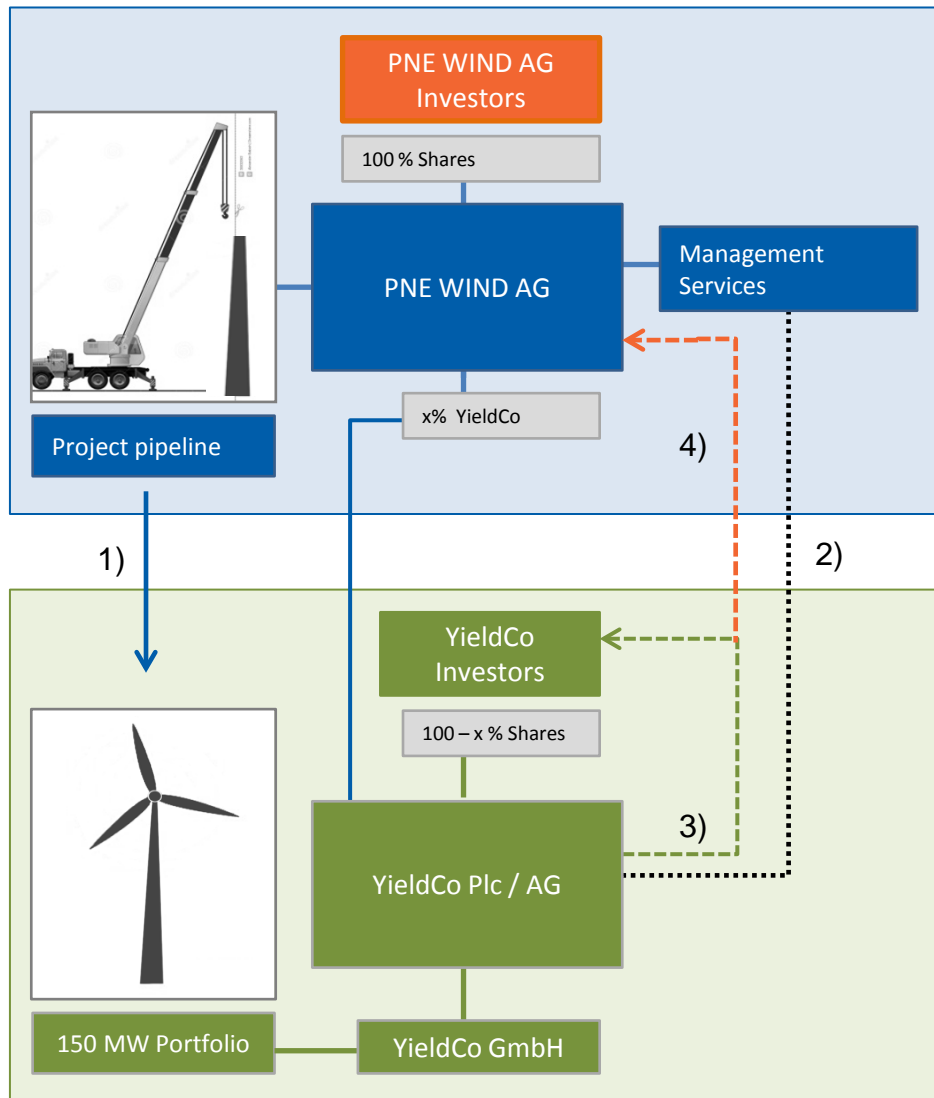 PNE WIND AG
Investors
100 % Shares
PNE WIND AG
Management
Services
x% YieldCo
Project pipeline
4)
1)
2)
YieldCo
Investors
100 – x % Shares
3)
YieldCo Plc / AG
150 MW Portfolio
YieldCo GmbH